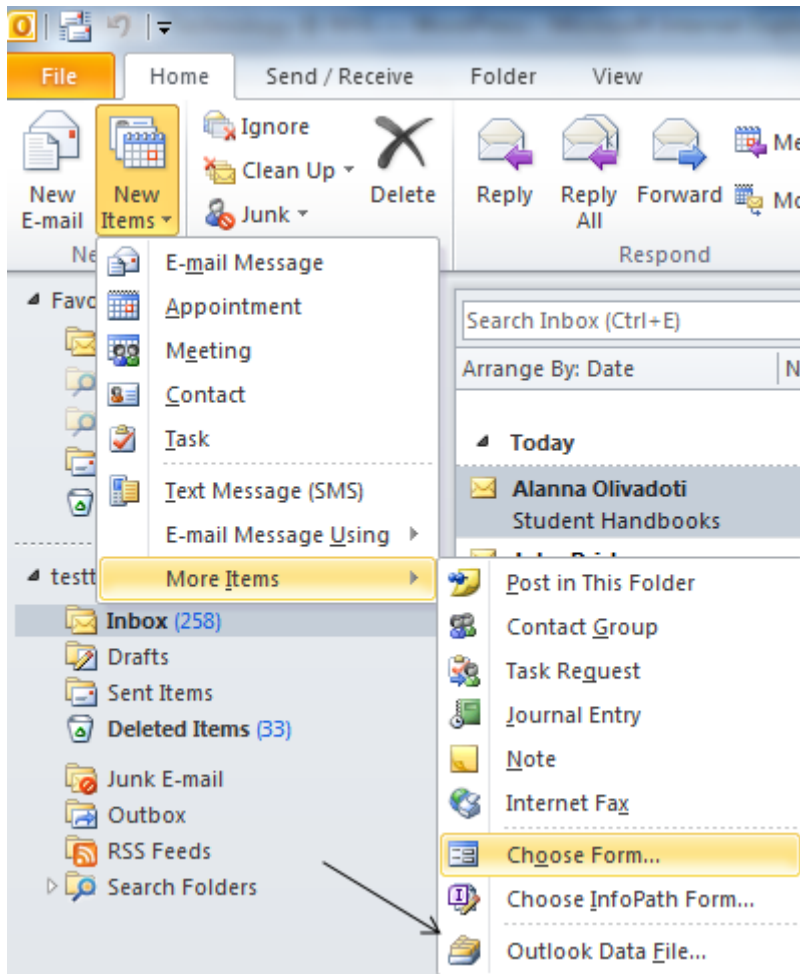 File Home Send / Receive Folder View
New E-mail
New Items
Ignore
Clean Up
Junk
Delete
Reply
Reply All
Forward
Respond
E-mail Message
Appointment
Meeting
Contact
Task
Text Message (SMS)
E-mail Message Using
More Items
Search Inbox (Ctrl+E)
Arrange By: Date
Today
Alanna Olivadoti
Student Handbooks
Inbox (258)
Drafts
Sent Items
Deleted Items (33)
Junk E-mail
Outbox
RSS Feeds
Search Folders
Post in This Folder
Contact Group
Task Request
Journal Entry
Note
Internet Fax
Choose Form...
Choose InfoPath Form...
Outlook Data File...